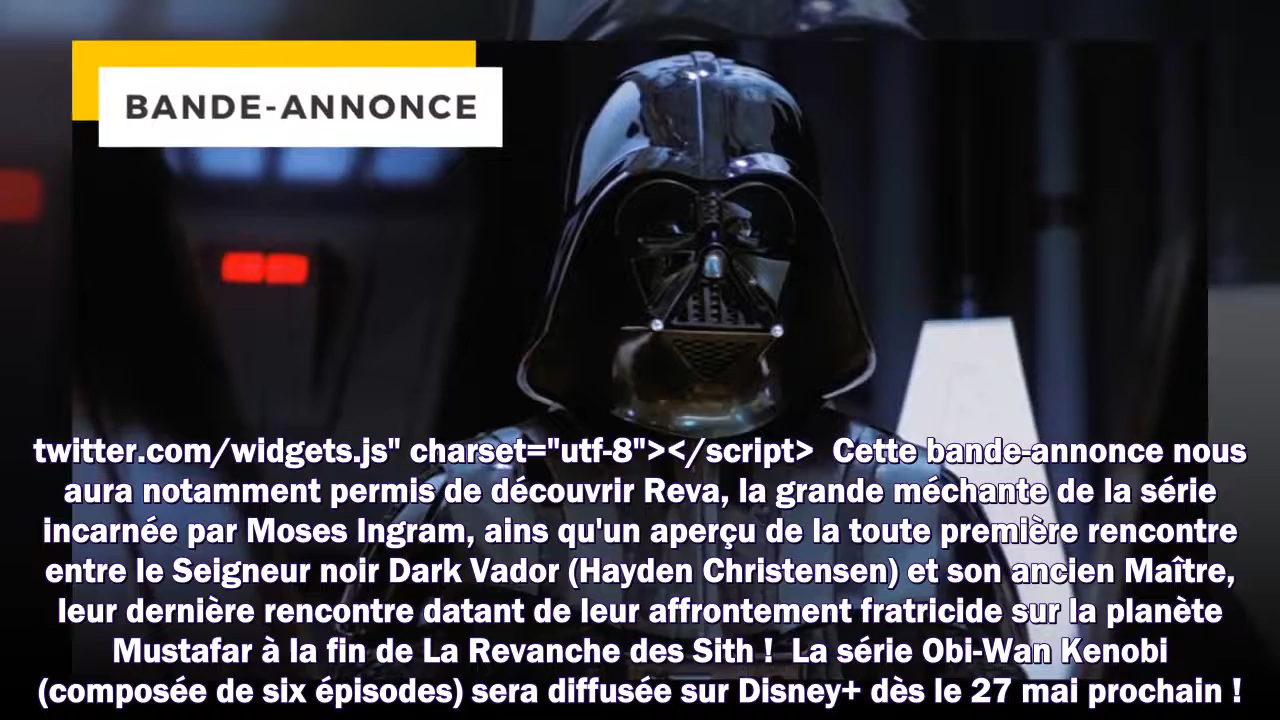 BANDE-ANNONCE
twitter.com/widgets.js" charset="utf-8"></script>  Cette bande-annonce nous
aura notamment permis de découvrir Reva, la grande méchante de la série
incarnée par Moses Ingram, ains qu'un aperçu de la toute première rencontre
entre le Seigneur noir Dark Vador (Hayden Christensen) et son ancien Maître,
leur dernière rencontre datant de leur affrontement fratricide sur la planète
Mustafar à la fin de La Revanche des Sith !  La série Obi-Wan Kenobi
(composée de six épisodes) sera diffusée sur Disney+ dès le 27 mai prochain !